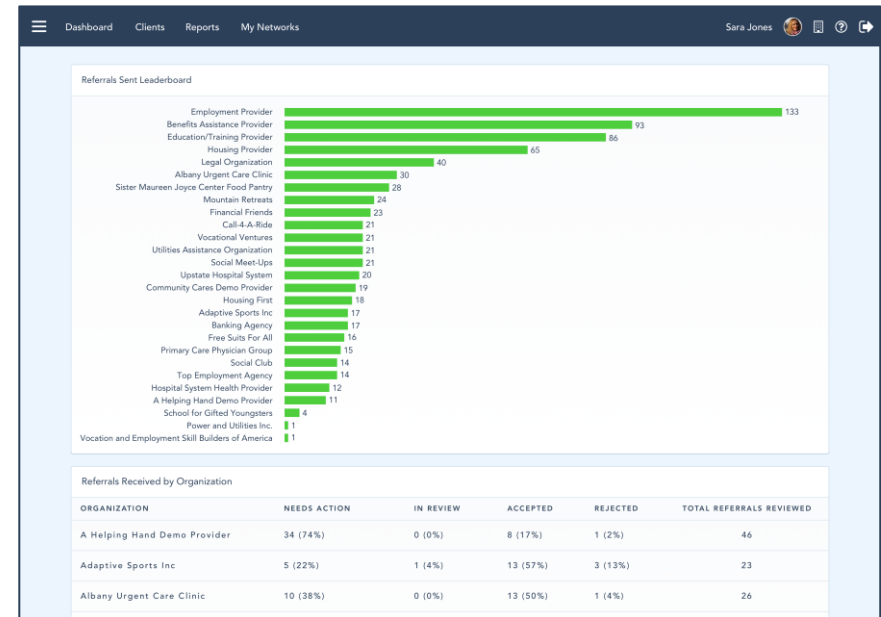 Dashboard Clients Reports My Networks Sara Jones
Referrals Sent Leaderboard
Employment Provider 133
Benefits Assistance Provider 93
Education/Training Provider 86
Housing Provider 65
Legal Organization 40
Albany Urgent Care Clinic 30
Sister Maureen Joyce Center Food Pantry 28
Mountain Retreats 24
Financial Friends 23
Call-4-A-Ride 21
Vocational Ventures 21
Utilities Assistance Organization 21
Social Meet-Ups 21
Upstate Hospital System 20
Community Cares Demo Provider 19
Housing First 18
Adaptive Sports Inc 17
Banking Agency 17
Free Suits For All 16
Primary Care Physician Group 15
Social Club 14
Top Employment Agency 14
Hospital System Health Provider 12
A Helping Hand Demo Provider 11
School for Gifted Youngsters 4
Power and Utilities Inc. 1
Vocation and Employment Skill Builders of America 1
Referrals Received by Organization
ORGANIZATION NEEDS ACTION IN REVIEW ACCEPTED REJECTED TOTAL REFERRALS REVIEWED
A Helping Hand Demo Provider 34 (74%) 0 (0%) 8 (17%) 1 (2%) 46
Adaptive Sports Inc 5 (22%) 1 (4%) 13 (57%) 3 (13%) 23
Albany Urgent Care Clinic 10 (38%) 0 (0%) 13 (50%) 1 (4%) 26